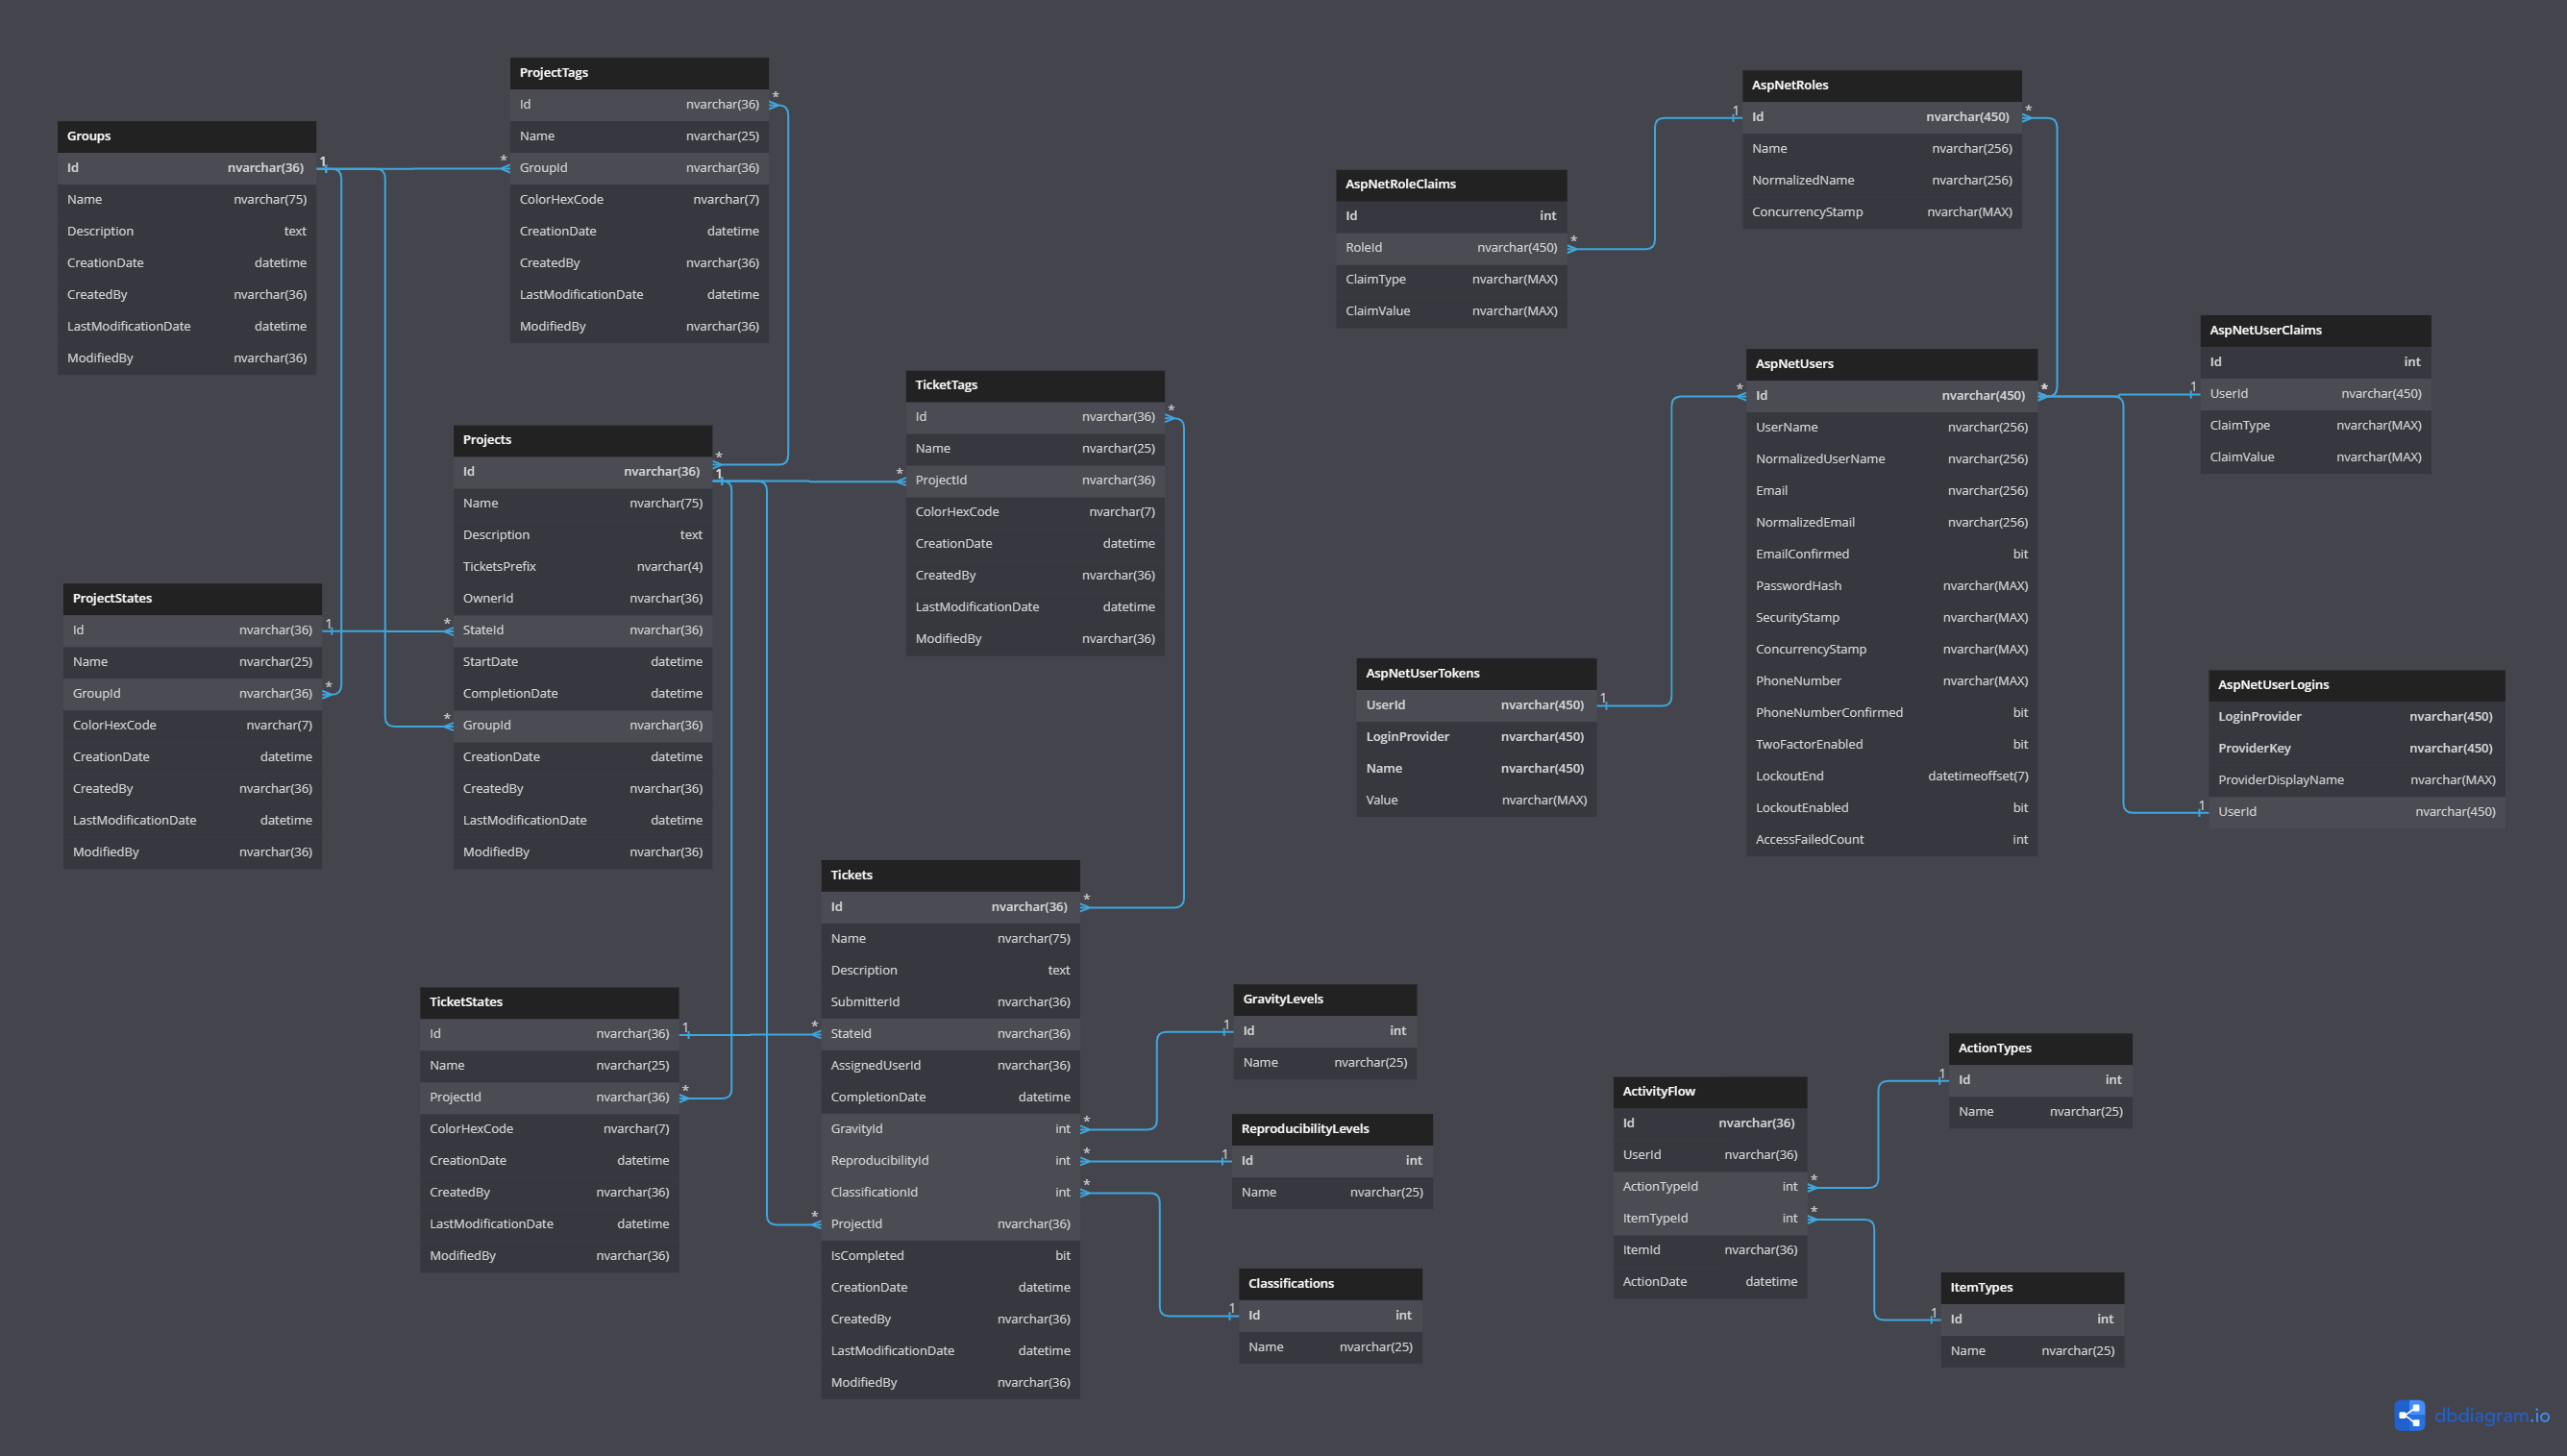 ProjectTags
Id nvarchar(36)
Name nvarchar(25)
GroupId nvarchar(36)
ColorHexCode nvarchar(7)
CreationDate datetime
CreatedBy nvarchar(36)
LastModificationDate datetime
ModifiedBy nvarchar(36)
Groups
Id nvarchar(36)
Name nvarchar(75)
Description text
CreationDate datetime
CreatedBy nvarchar(36)
LastModificationDate datetime
ModifiedBy nvarchar(36)
1
*
*
*
1
*
*
*
1
*
*
Projects
Id nvarchar(36)
Name nvarchar(75)
Description text
TicketsPrefix nvarchar(4)
OwnerId nvarchar(36)
StateId nvarchar(36)
StartDate datetime
CompletionDate datetime
GroupId nvarchar(36)
CreationDate datetime
CreatedBy nvarchar(36)
LastModificationDate datetime
ModifiedBy nvarchar(36)
ProjectStates
Id nvarchar(36)
Name nvarchar(25)
GroupId nvarchar(36)
ColorHexCode nvarchar(7)
CreationDate datetime
CreatedBy nvarchar(36)
LastModificationDate datetime
ModifiedBy nvarchar(36)
TicketTags
Id nvarchar(36)
Name nvarchar(25)
ProjectId nvarchar(36)
ColorHexCode nvarchar(7)
CreationDate datetime
CreatedBy nvarchar(36)
LastModificationDate datetime
ModifiedBy nvarchar(36)
*
Tickets
Id nvarchar(36)
Name nvarchar(75)
Description text
SubmitterId nvarchar(36)
StateId nvarchar(36)
AssignedUserId nvarchar(36)
CompletionDate datetime
GravityId int
ReproducibilityId int
ClassificationId int
ProjectId nvarchar(36)
IsCompleted bit
CreationDate datetime
CreatedBy nvarchar(36)
LastModificationDate datetime
ModifiedBy nvarchar(36)
*
*
*
*
*
*
TicketStates
Id nvarchar(36)
Name nvarchar(25)
ProjectId nvarchar(36)
ColorHexCode nvarchar(7)
CreationDate datetime
CreatedBy nvarchar(36)
LastModificationDate datetime
ModifiedBy nvarchar(36)
1
*
GravityLevels
Id int
Name nvarchar(25)
1
ReproducibilityLevels
Id int
Name nvarchar(25)
1
Classifications
Id int
Name nvarchar(25)
1
AspNetRoles
Id nvarchar(450)
Name nvarchar(256)
NormalizedName nvarchar(256)
ConcurrencyStamp nvarchar(MAX)
1
*
AspNetRoleClaims
Id int
RoleId nvarchar(450)
ClaimType nvarchar(MAX)
ClaimValue nvarchar(MAX)
*
AspNetUsers
Id nvarchar(450)
UserName nvarchar(256)
NormalizedUserName nvarchar(256)
Email nvarchar(256)
NormalizedEmail nvarchar(256)
EmailConfirmed bit
PasswordHash nvarchar(MAX)
SecurityStamp nvarchar(MAX)
ConcurrencyStamp nvarchar(MAX)
PhoneNumber nvarchar(MAX)
PhoneNumberConfirmed bit
TwoFactorEnabled bit
LockoutEnd datetimeoffset(7)
LockoutEnabled bit
AccessFailedCount int
*
*
AspNetUserClaims
Id int
UserId nvarchar(450)
ClaimType nvarchar(MAX)
ClaimValue nvarchar(MAX)
1
AspNetUserTokens
UserId nvarchar(450)
LoginProvider nvarchar(450)
Name nvarchar(450)
Value nvarchar(MAX)
1
AspNetUserLogins
LoginProvider nvarchar(450)
ProviderKey nvarchar(450)
ProviderDisplayName nvarchar(MAX)
UserId nvarchar(450)
1
ActivityFlow
Id nvarchar(36)
UserId nvarchar(36)
ActionTypeId int
ItemTypeId int
ItemId nvarchar(36)
ActionDate datetime
*
*
ActionTypes
Id int
Name nvarchar(25)
1
ItemTypes
Id int
Name nvarchar(25)
1
dbdiagram.io